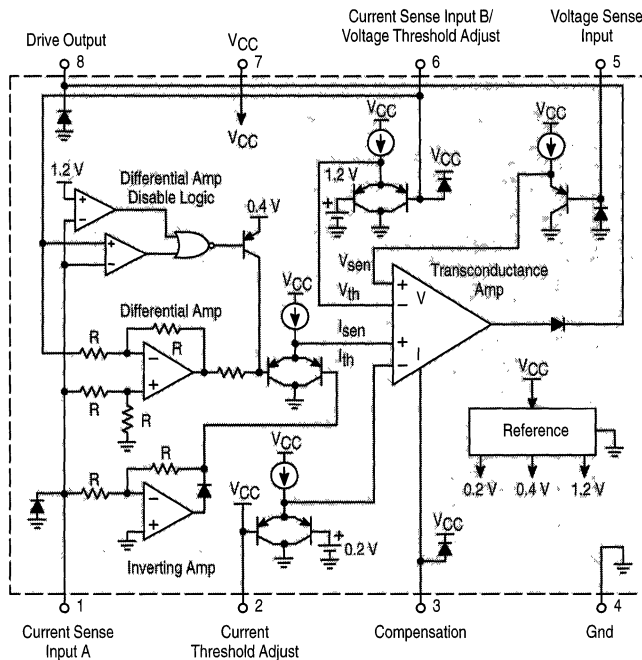 Current Sense Input B/
Voltage Threshold Adjust
Voltage Sense
Input
Drive Output
VCC
8
7
6
5
VCC
VCC
VCC
VCC
1.2 V
Differential Amp
Disable Logic
0.4 V
1.2 V
+
+
−
+
−
Vsen
Vth
Isen
Ith
Transconductance
Amp
+
−
V
+
−
I
VCC
Differential Amp
R
R
−
+
R
R
VCC
Reference
0.2 V
0.4 V
1.2 V
R
R
−
+
VCC
VCC
+
0.2 V
VCC
Inverting Amp
1
2
3
4
Current Sense
Input A
Current
Threshold Adjust
Compensation
Gnd